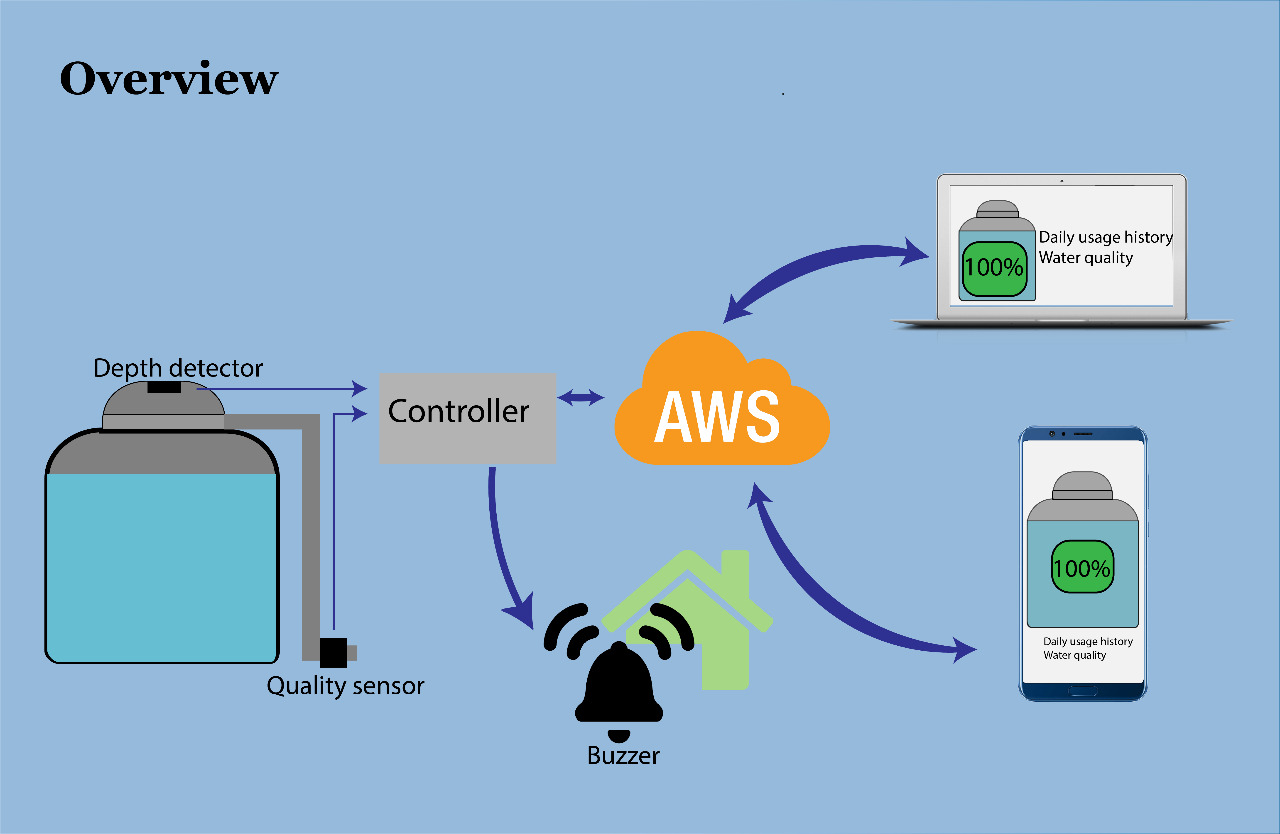 Overview
Daily usage history
Water quality
100%
Depth detector
Controller
AWS
100%
Daily usage history
Water quality
Quality sensor
Buzzer